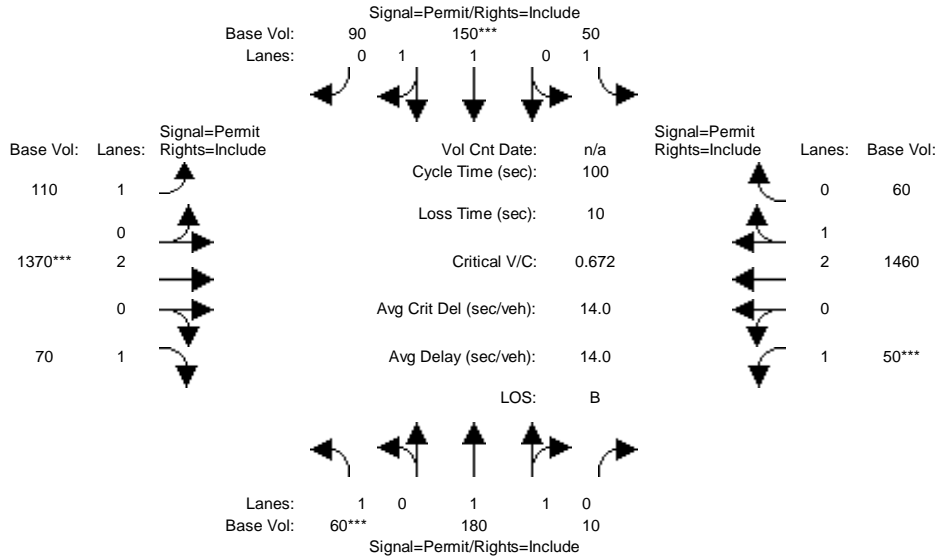 Signal=Permit/Rights=Include
Base Vol: 90 150*** 50
Lanes: 0 1 1 0 1
Signal=Permit
Rights=Include
Base Vol: Lanes:
110 1
0
1370*** 2
0
70 1
Vol Cnt Date: n/a
Cycle Time (sec): 100
Loss Time (sec): 10
Critical V/C: 0.672
Avg Crit Del (sec/veh): 14.0
Avg Delay (sec/veh): 14.0
LOS: B
Signal=Permit
Rights=Include
Lanes: Base Vol:
0 60
1
2 1460
0
1 50***
Lanes: 1 0 1 1 0
Base Vol: 60*** 180 10
Signal=Permit/Rights=Include